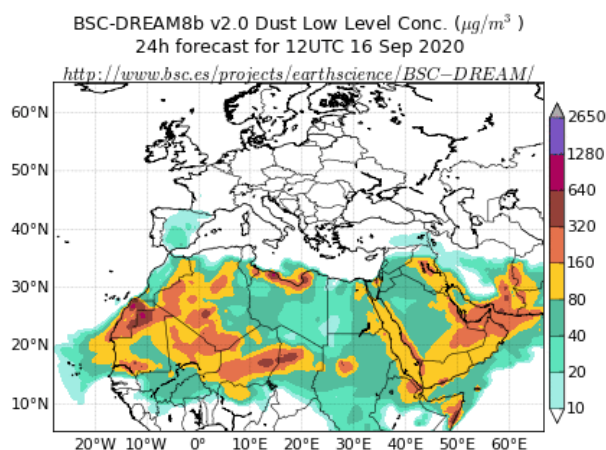 BSC-DREAM8b v2.0 Dust Low Level Conc. (μg/m³ )
24h forecast for 12UTC 16 Sep 2020
http://www.bsc.es/projects/earthscience/BSC−DREAM/
60°N
50°N
40°N
30°N
20°N
10°N
20°W 10°W 0° 10°E 20°E 30°E 40°E 50°E 60°E
2650
1280
640
320
160
80
40
20
10